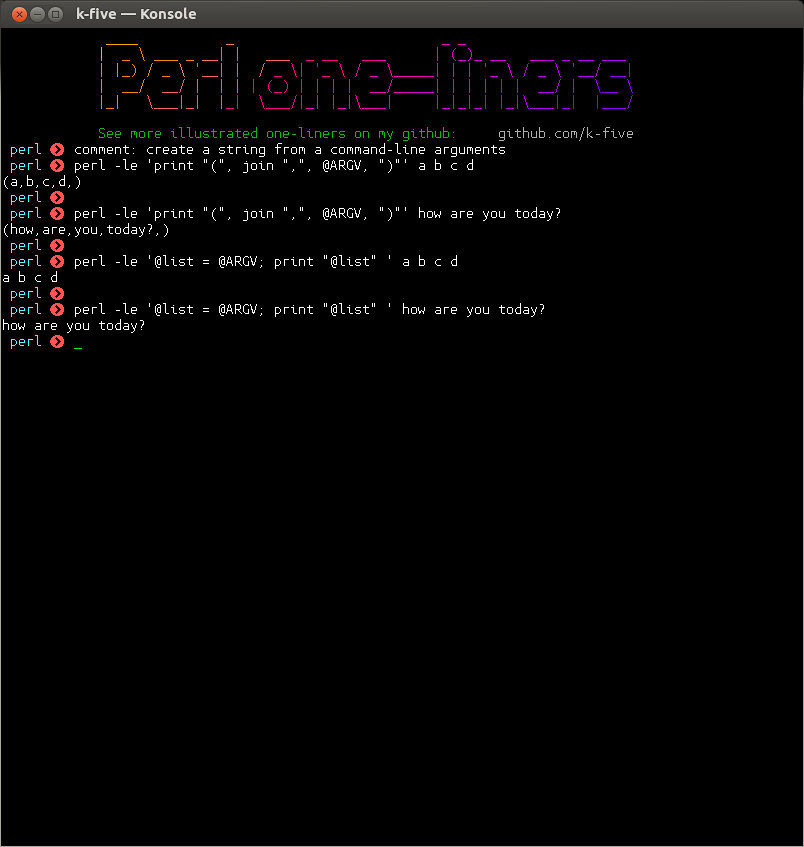 k-five — Konsole
Perl one-liners
See more illustrated one-liners on my github: github.com/k-five
perl comment: create a string from a command-line arguments
perl perl -le 'print "(", join ",", @ARGV, ")"' a b c d
(a,b,c,d,)
perl
perl perl -le 'print "(", join ",", @ARGV, ")"' how are you today?
(how,are,you,today?,)
perl
perl perl -le '@list = @ARGV; print "@list" ' a b c d
a b c d
perl
perl perl -le '@list = @ARGV; print "@list" ' how are you today?
how are you today?
perl _